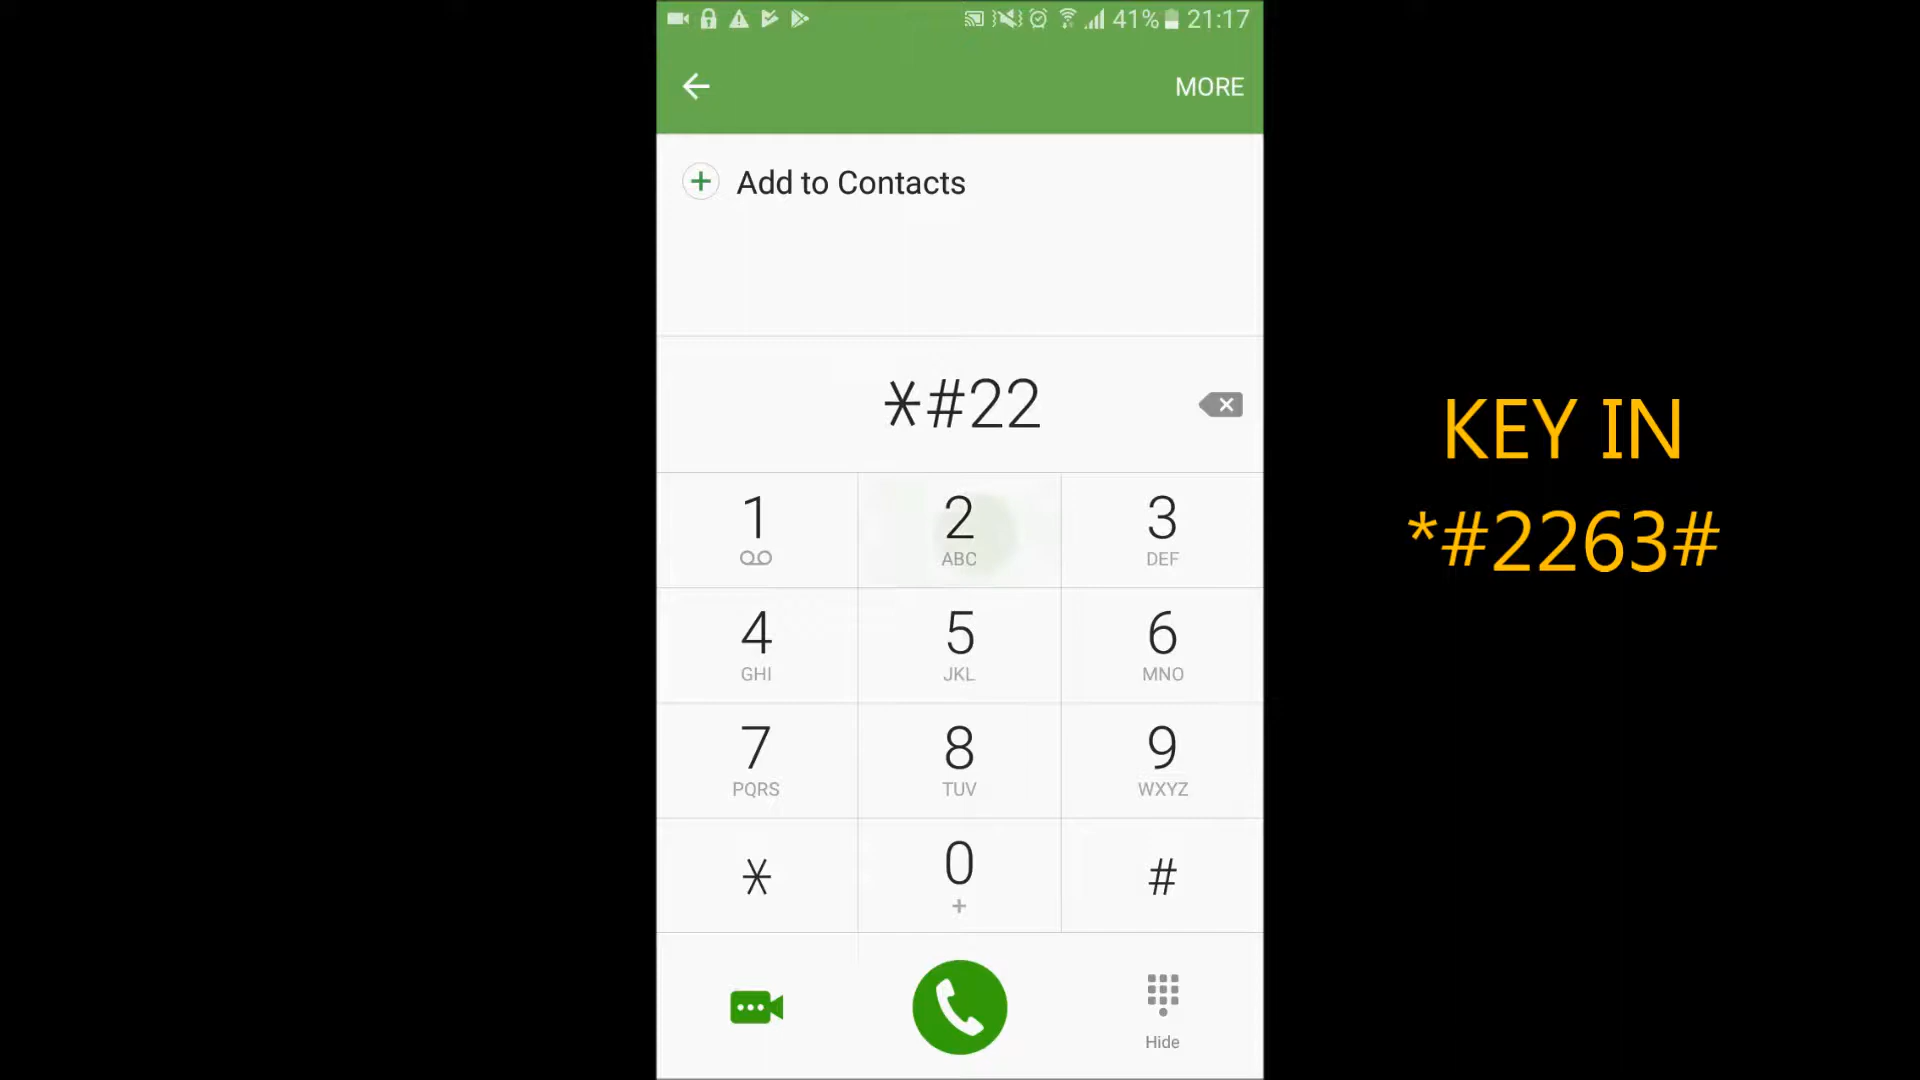 41% 21:17
MORE
Add to Contacts
*#22
KEY IN
*#2263#
1 2 3
ABC DEF
4 5 6
GHI JKL MNO
7 8 9
PQRS TUV WXYZ
* 0 #
+
Hide